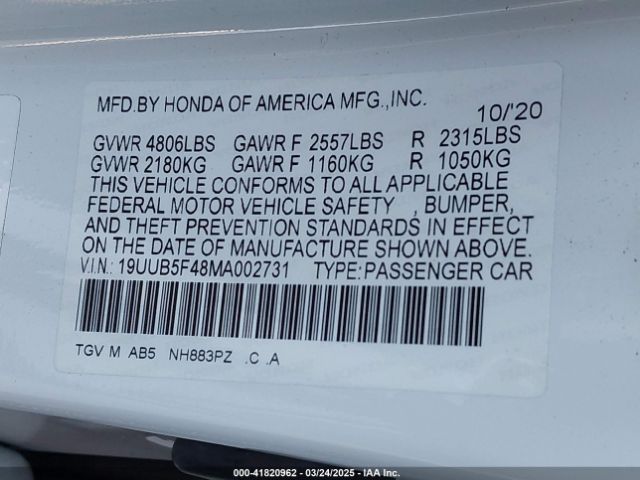 MFD.BY HONDA OF AMERICA MFG.,INC. 10/'20
GVWR 4806LBS GAWR F 2557LBS R 2315LBS
GVWR 2180KG GAWR F 1160KG R 1050KG
THIS VEHICLE CONFORMS TO ALL APPLICABLE
FEDERAL MOTOR VEHICLE SAFETY , BUMPER,
AND THEFT PREVENTION STANDARDS IN EFFECT
ON THE DATE OF MANUFACTURE SHOWN ABOVE.
V.I.N.: 19UUB5F48MA002731 TYPE:PASSENGER CAR
TGV M AB5 NH883PZ .C .A
000-41820962 - 03/24/2025 - IAA Inc.